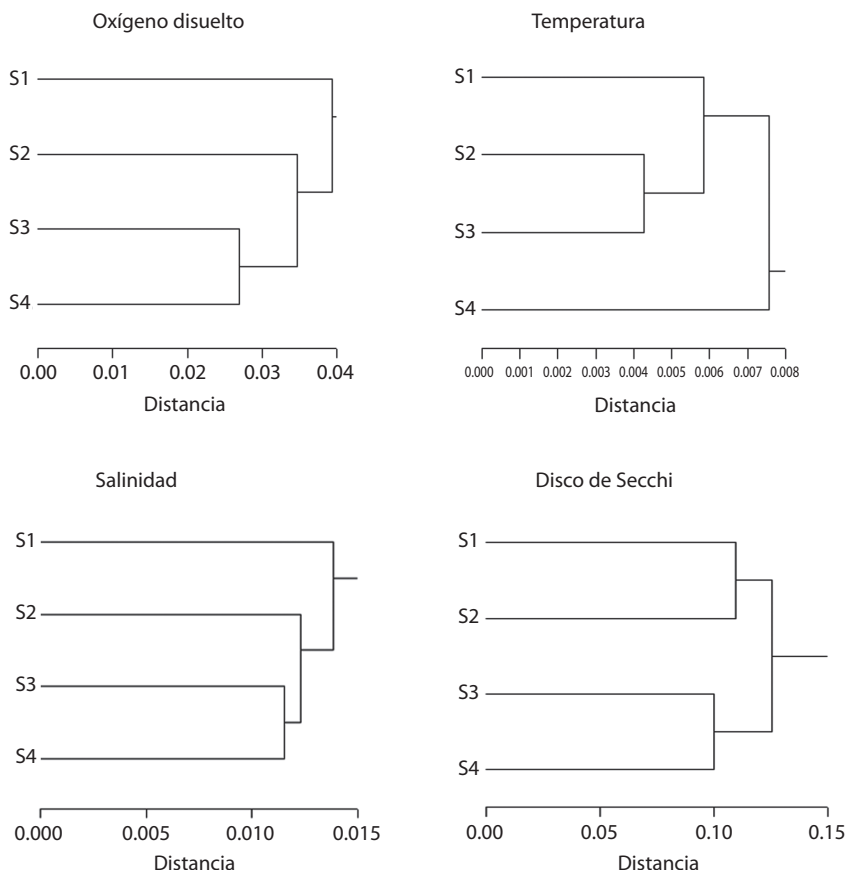 Oxígeno disuelto
S1
S2
S3
S4
0.00 0.01 0.02 0.03 0.04
Distancia
Temperatura
S1
S2
S3
S4
0.000 0.001 0.002 0.003 0.004 0.005 0.006 0.007 0.008
Distancia
Salinidad
S1
S2
S3
S4
0.000 0.005 0.010 0.015
Distancia
Disco de Secchi
S1
S2
S3
S4
0.00 0.05 0.10 0.15
Distancia